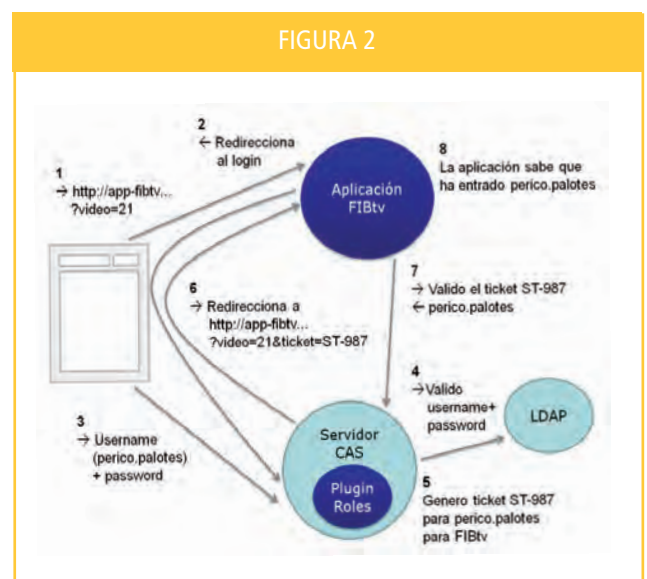 FIGURA 2
1
→ http://app-fibtv...
?video=21
2
← Redirecciona
al login
Aplicación
FIBtv
8
La aplicación sabe que
ha entrado perico.palotes
6
→ Redirecciona a
http://app-fibtv...
?video=21&ticket=ST-987
7
→ Valido el ticket ST-987
← perico.palotes
3
→ Username
(perico.palotes)
+ password
4
→Valido
username+
password
LDAP
Servidor
CAS
Plugin
Roles
5
Genero ticket ST-987
para perico.palotes
para FIBtv